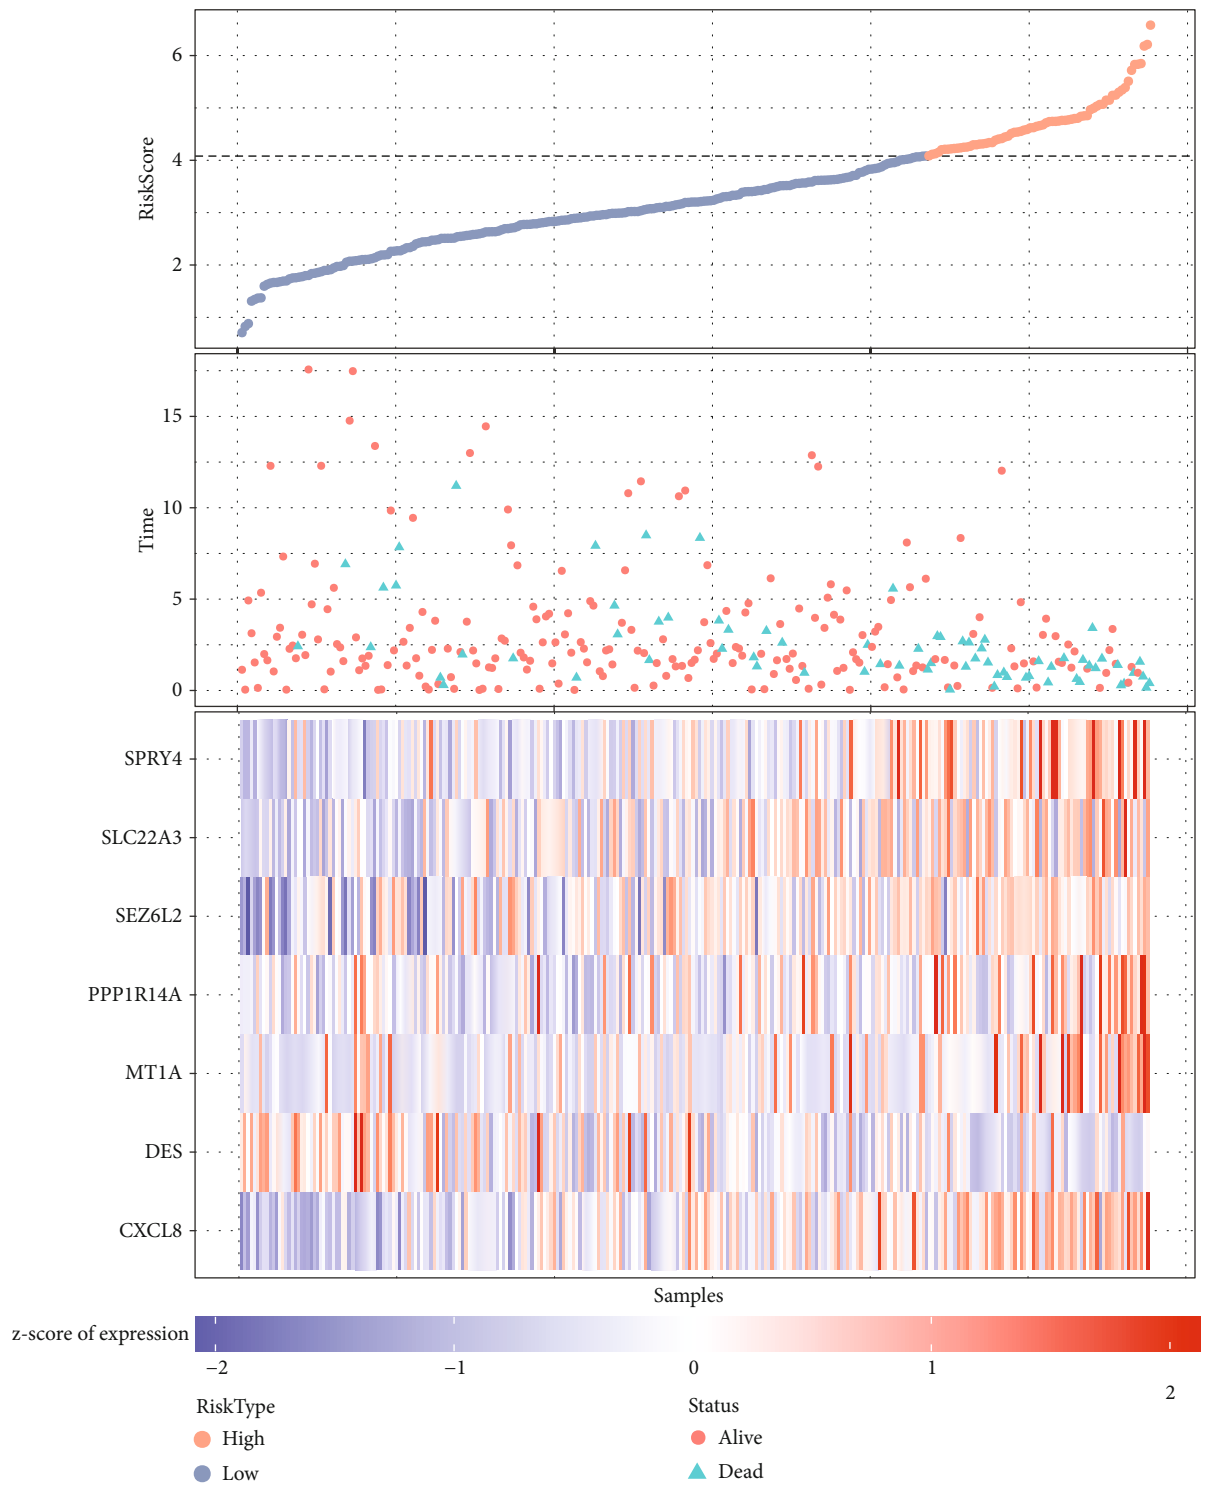 6
4
2
RiskScore
15
10
5
0
Time
SPRY4
SLC22A3
SEZ6L2
PPP1R14A
MT1A
DES
CXCL8
Samples
z-score of expression
−2 −1 0 1 2
RiskType
High
Low
Status
Alive
Dead